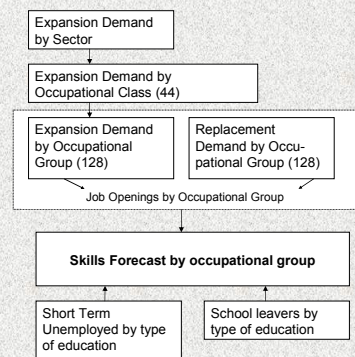 Expansion Demand
by Sector
Expansion Demand by
Occupational Class (44)
Expansion Demand
by Occupational
Group (128)
Replacement
Demand by Occu-
pational Group (128)
Job Openings by Occupational Group
Skills Forecast by occupational group
Short Term
Unemployed by type
of education
School leavers by
type of education